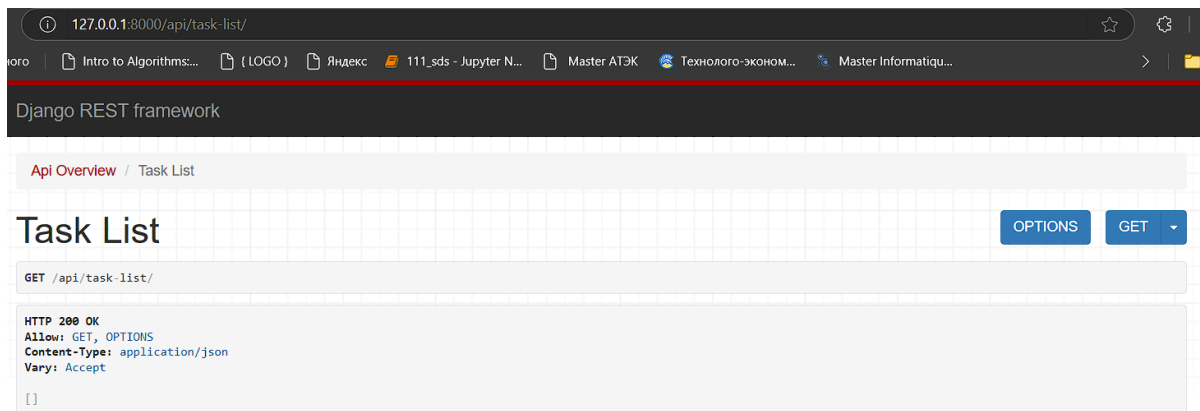 127.0.0.1:8000/api/task-list/
ного Intro to Algorithms:... { LOGO } Яндекс 111_sds - Jupyter N... Master АТЭК Технолого-эконом... Master Informatiqu...
Django REST framework
Api Overview / Task List
Task List OPTIONS GET
GET /api/task-list/
HTTP 200 OK
Allow: GET, OPTIONS
Content-Type: application/json
Vary: Accept
[]